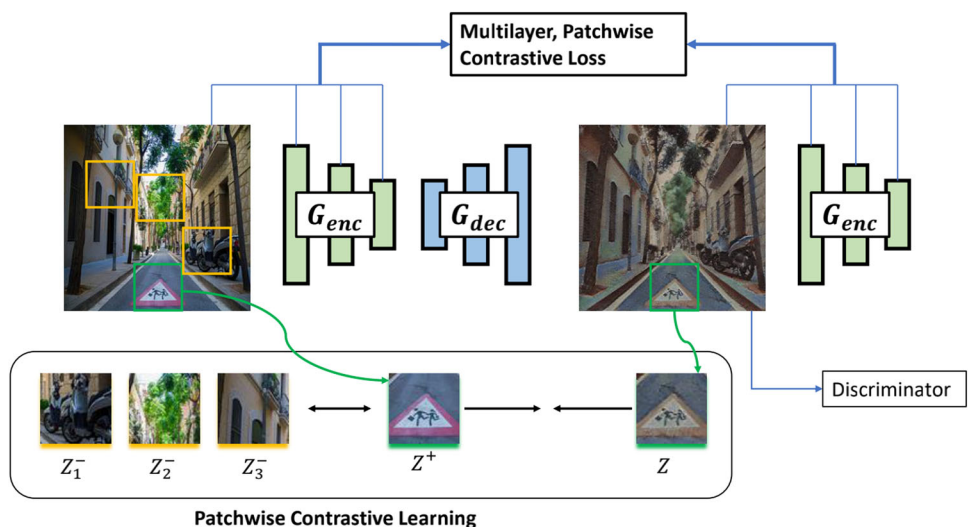 Multilayer, Patchwise
Contrastive Loss
G_enc
G_dec
G_enc
Discriminator
Z_1^-
Z_2^-
Z_3^-
Z^+
Z
Patchwise Contrastive Learning